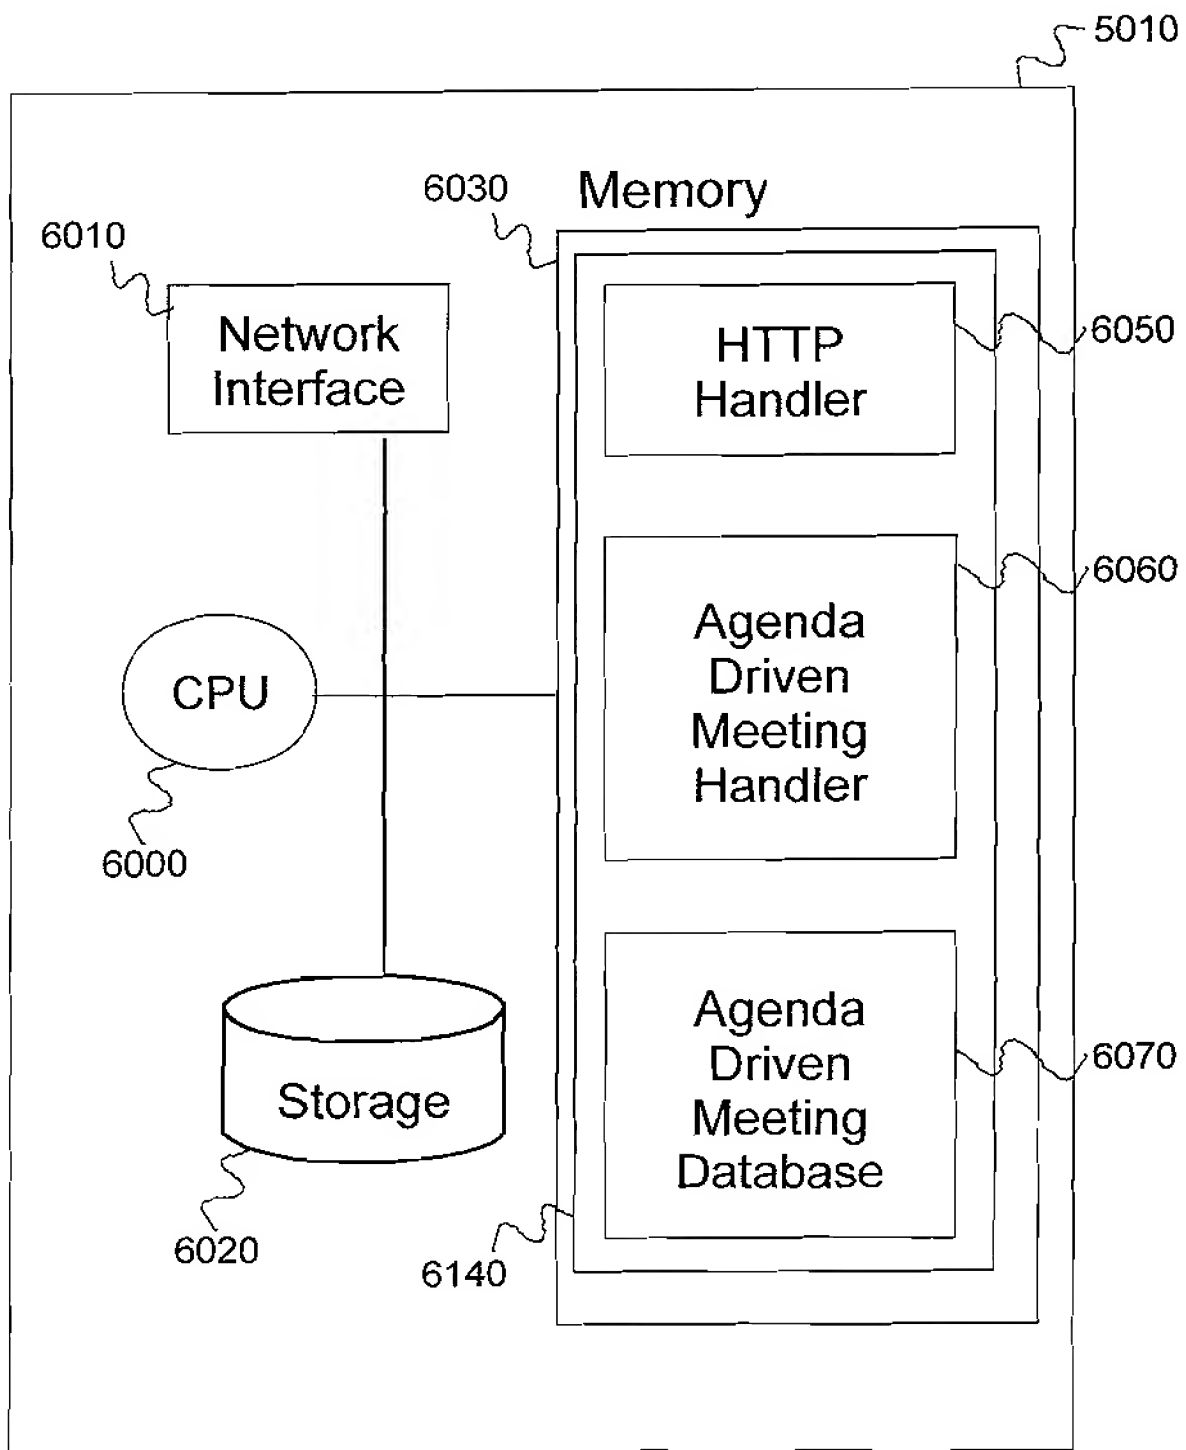 5010
6030
Memory
6010
Network
Interface
HTTP
Handler
6050
6060
Agenda
Driven
Meeting
Handler
CPU
6000
Agenda
Driven
Meeting
Database
6070
Storage
6020
6140